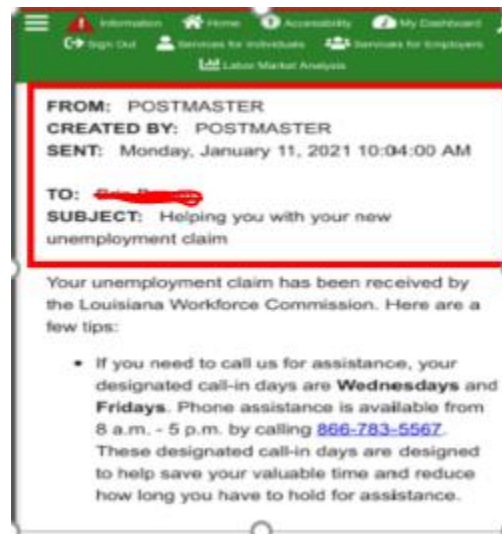 Information Home Accessibility My Dashboard
Sign Out Services for Individuals Services for Employers
Labor Market Analysis
FROM: POSTMASTER
CREATED BY: POSTMASTER
SENT: Monday, January 11, 2021 10:04:00 AM
TO:
SUBJECT: Helping you with your new
unemployment claim
Your unemployment claim has been received by
the Louisiana Workforce Commission. Here are a
few tips:
• If you need to call us for assistance, your
designated call-in days are Wednesdays and
Fridays. Phone assistance is available from
8 a.m. - 5 p.m. by calling 866-783-5567.
These designated call-in days are designed
to help save your valuable time and reduce
how long you have to hold for assistance.